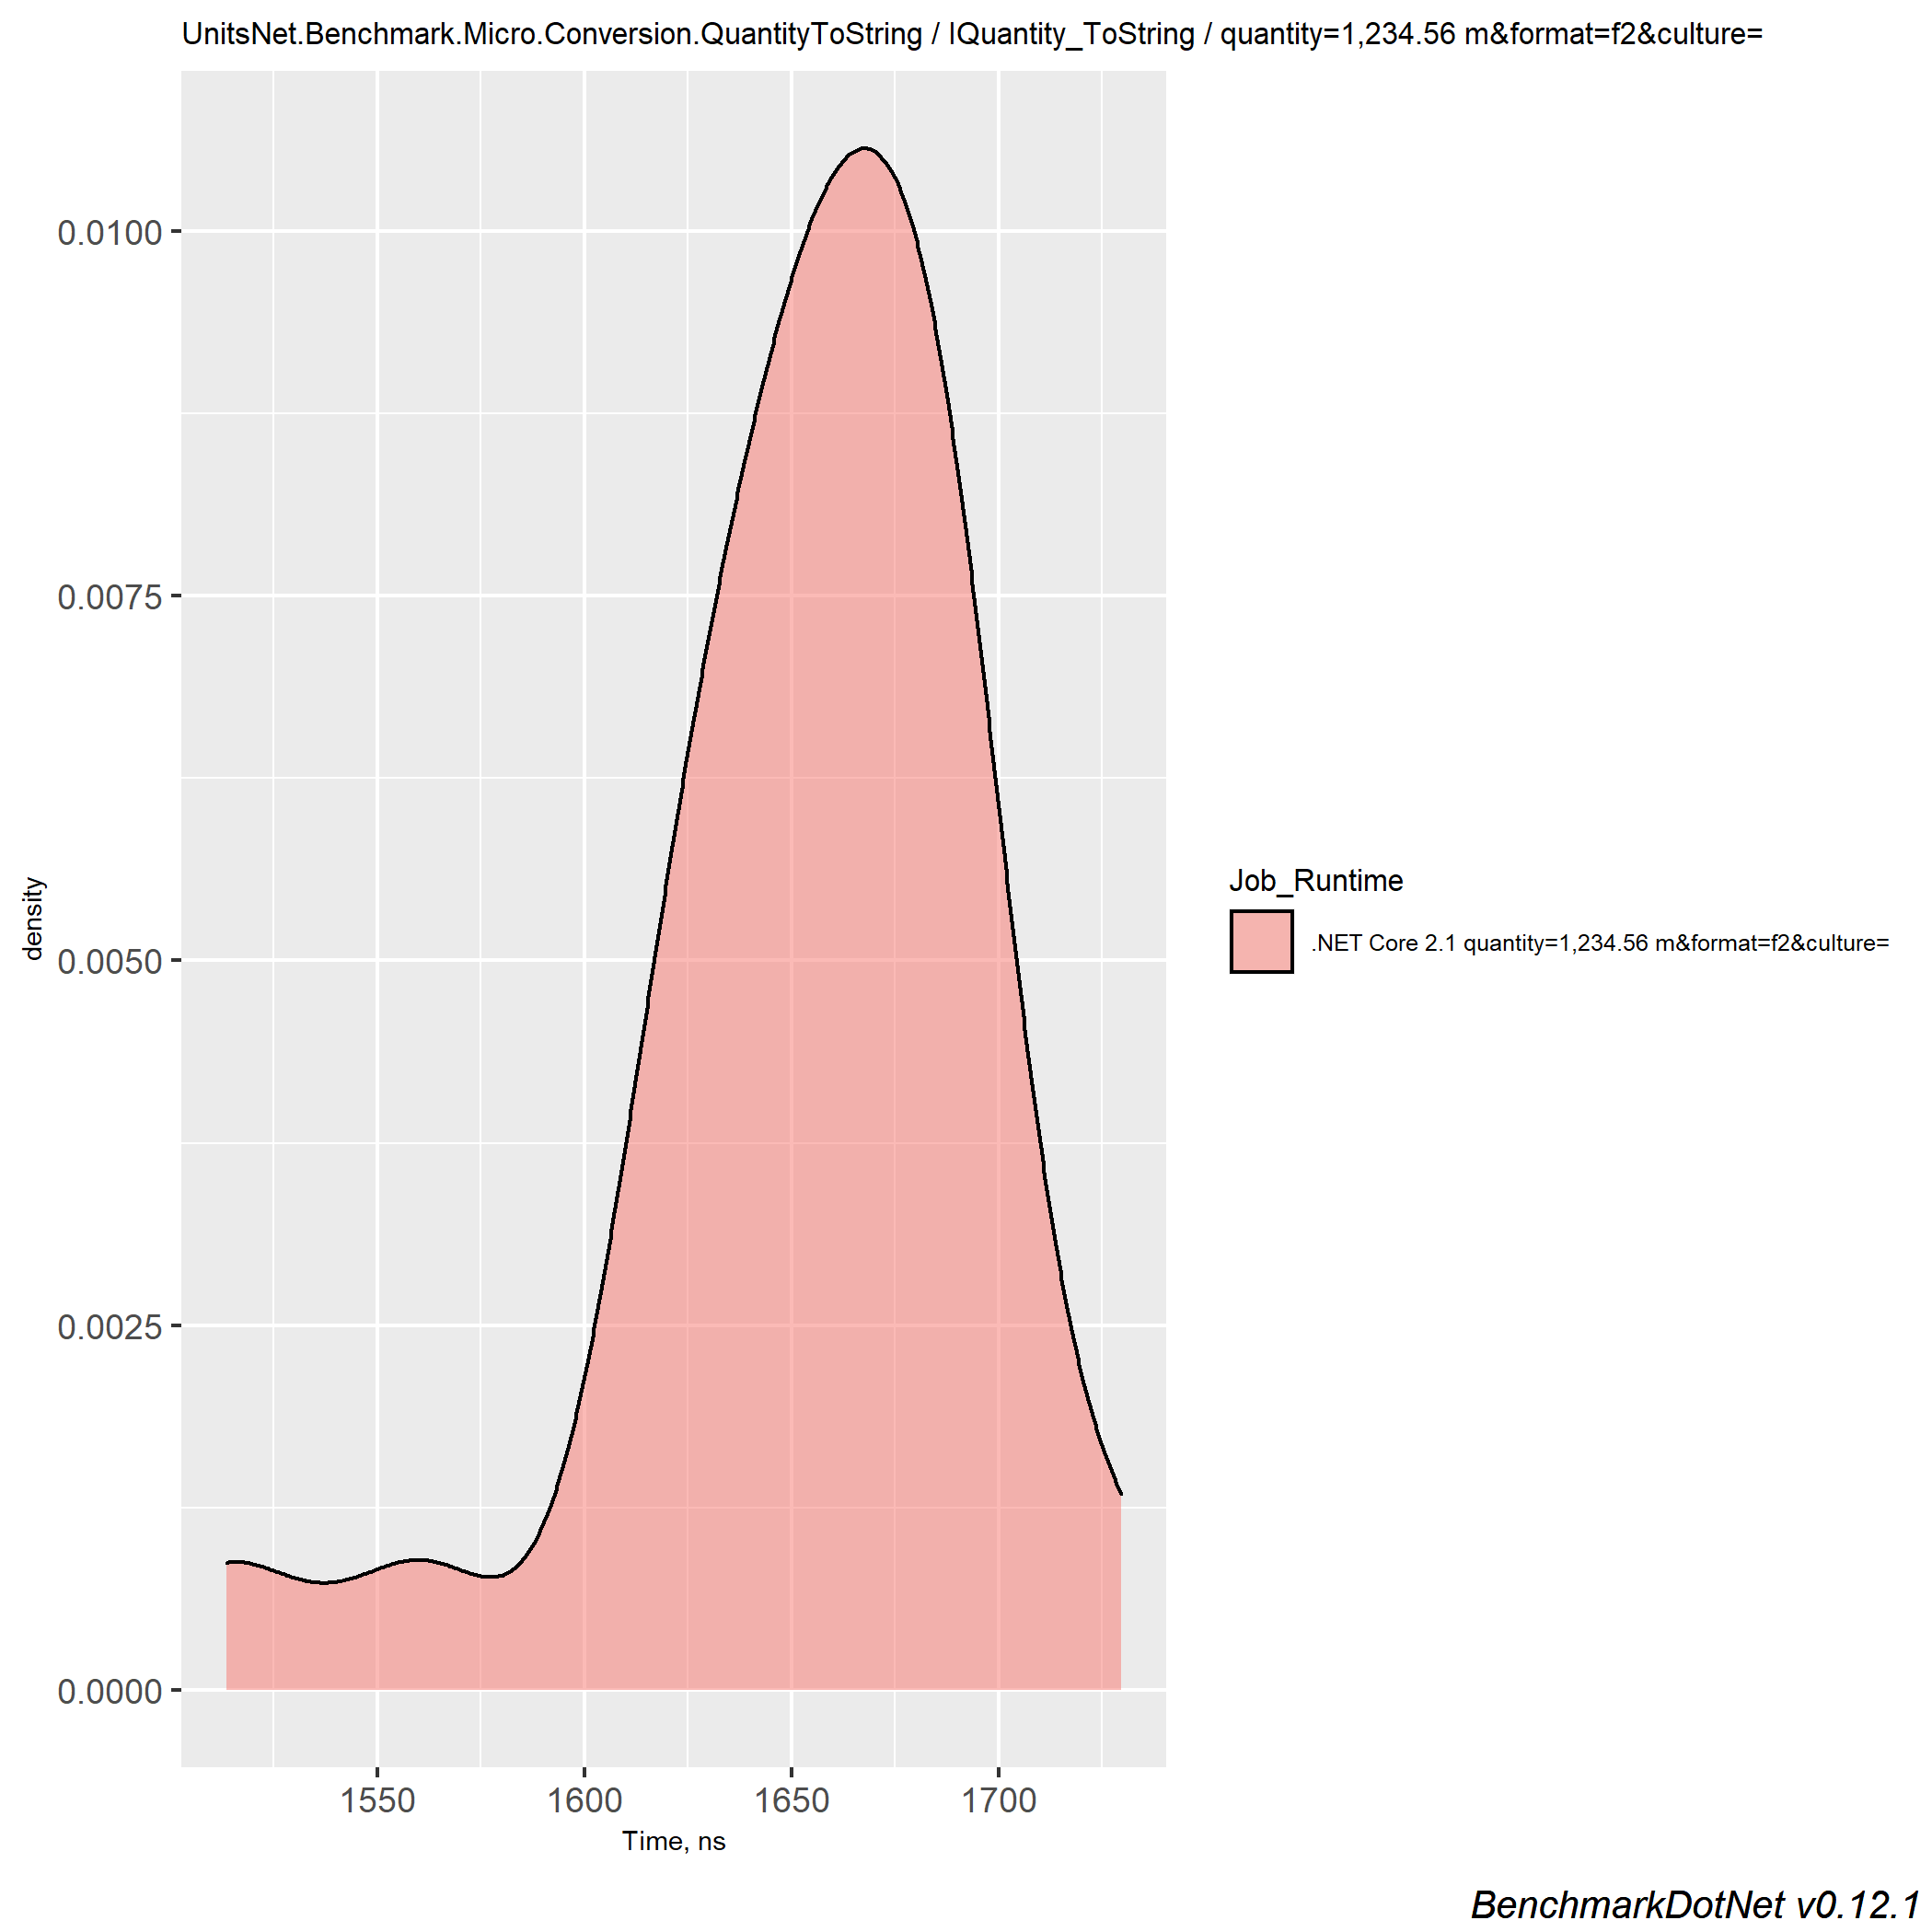 UnitsNet.Benchmark.Micro.Conversion.QuantityToString / IQuantity_ToString / quantity=1,234.56 m&format=f2&culture=
0.0100
0.0075
0.0050
0.0025
0.0000
density
1550 1600 1650 1700
Time, ns
Job_Runtime
.NET Core 2.1 quantity=1,234.56 m&format=f2&culture=
BenchmarkDotNet v0.12.1